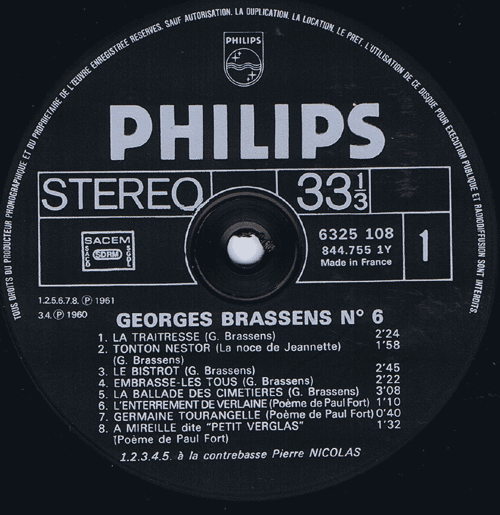 TOUS DROITS DU PRODUCTEUR PHONOGRAPHIQUE ET DU PROPRIETAIRE DE L'ŒUVRE ENREGISTREE RESERVES. SAUF AUTORISATION, LA DUPLICATION, LA LOCATION, LE PRET, L'UTILISATION DE CE DISQUE POUR EXECUTION PUBLIQUE ET RADIODIFFUSION SONT INTERDITS.
PHILIPS
PHILIPS
STEREO 33 1/3
6325 108
844.755 1Y
Made in France
1
SACEM
SACD SDRM SGDL
1.2.5.6.7.8. Ⓟ 1961
3.4. Ⓟ 1960
GEORGES BRASSENS N° 6
1. LA TRAITRESSE (G. Brassens) 2'24
2. TONTON NESTOR (La noce de Jeannette) 1'58
(G. Brassens)
3. LE BISTROT (G. Brassens) 2'45
4. EMBRASSE-LES TOUS (G. Brassens) 2'22
5. LA BALLADE DES CIMETIERES (G. Brassens) 3'08
6. L'ENTERREMENT DE VERLAINE (Poème de Paul Fort) 1'10
7. GERMAINE TOURANGELLE (Poème de Paul Fort) 0'40
8. A MIREILLE dite "PETIT VERGLAS" 1'32
(Poème de Paul Fort)
1.2.3.4.5. à la contrebasse Pierre NICOLAS